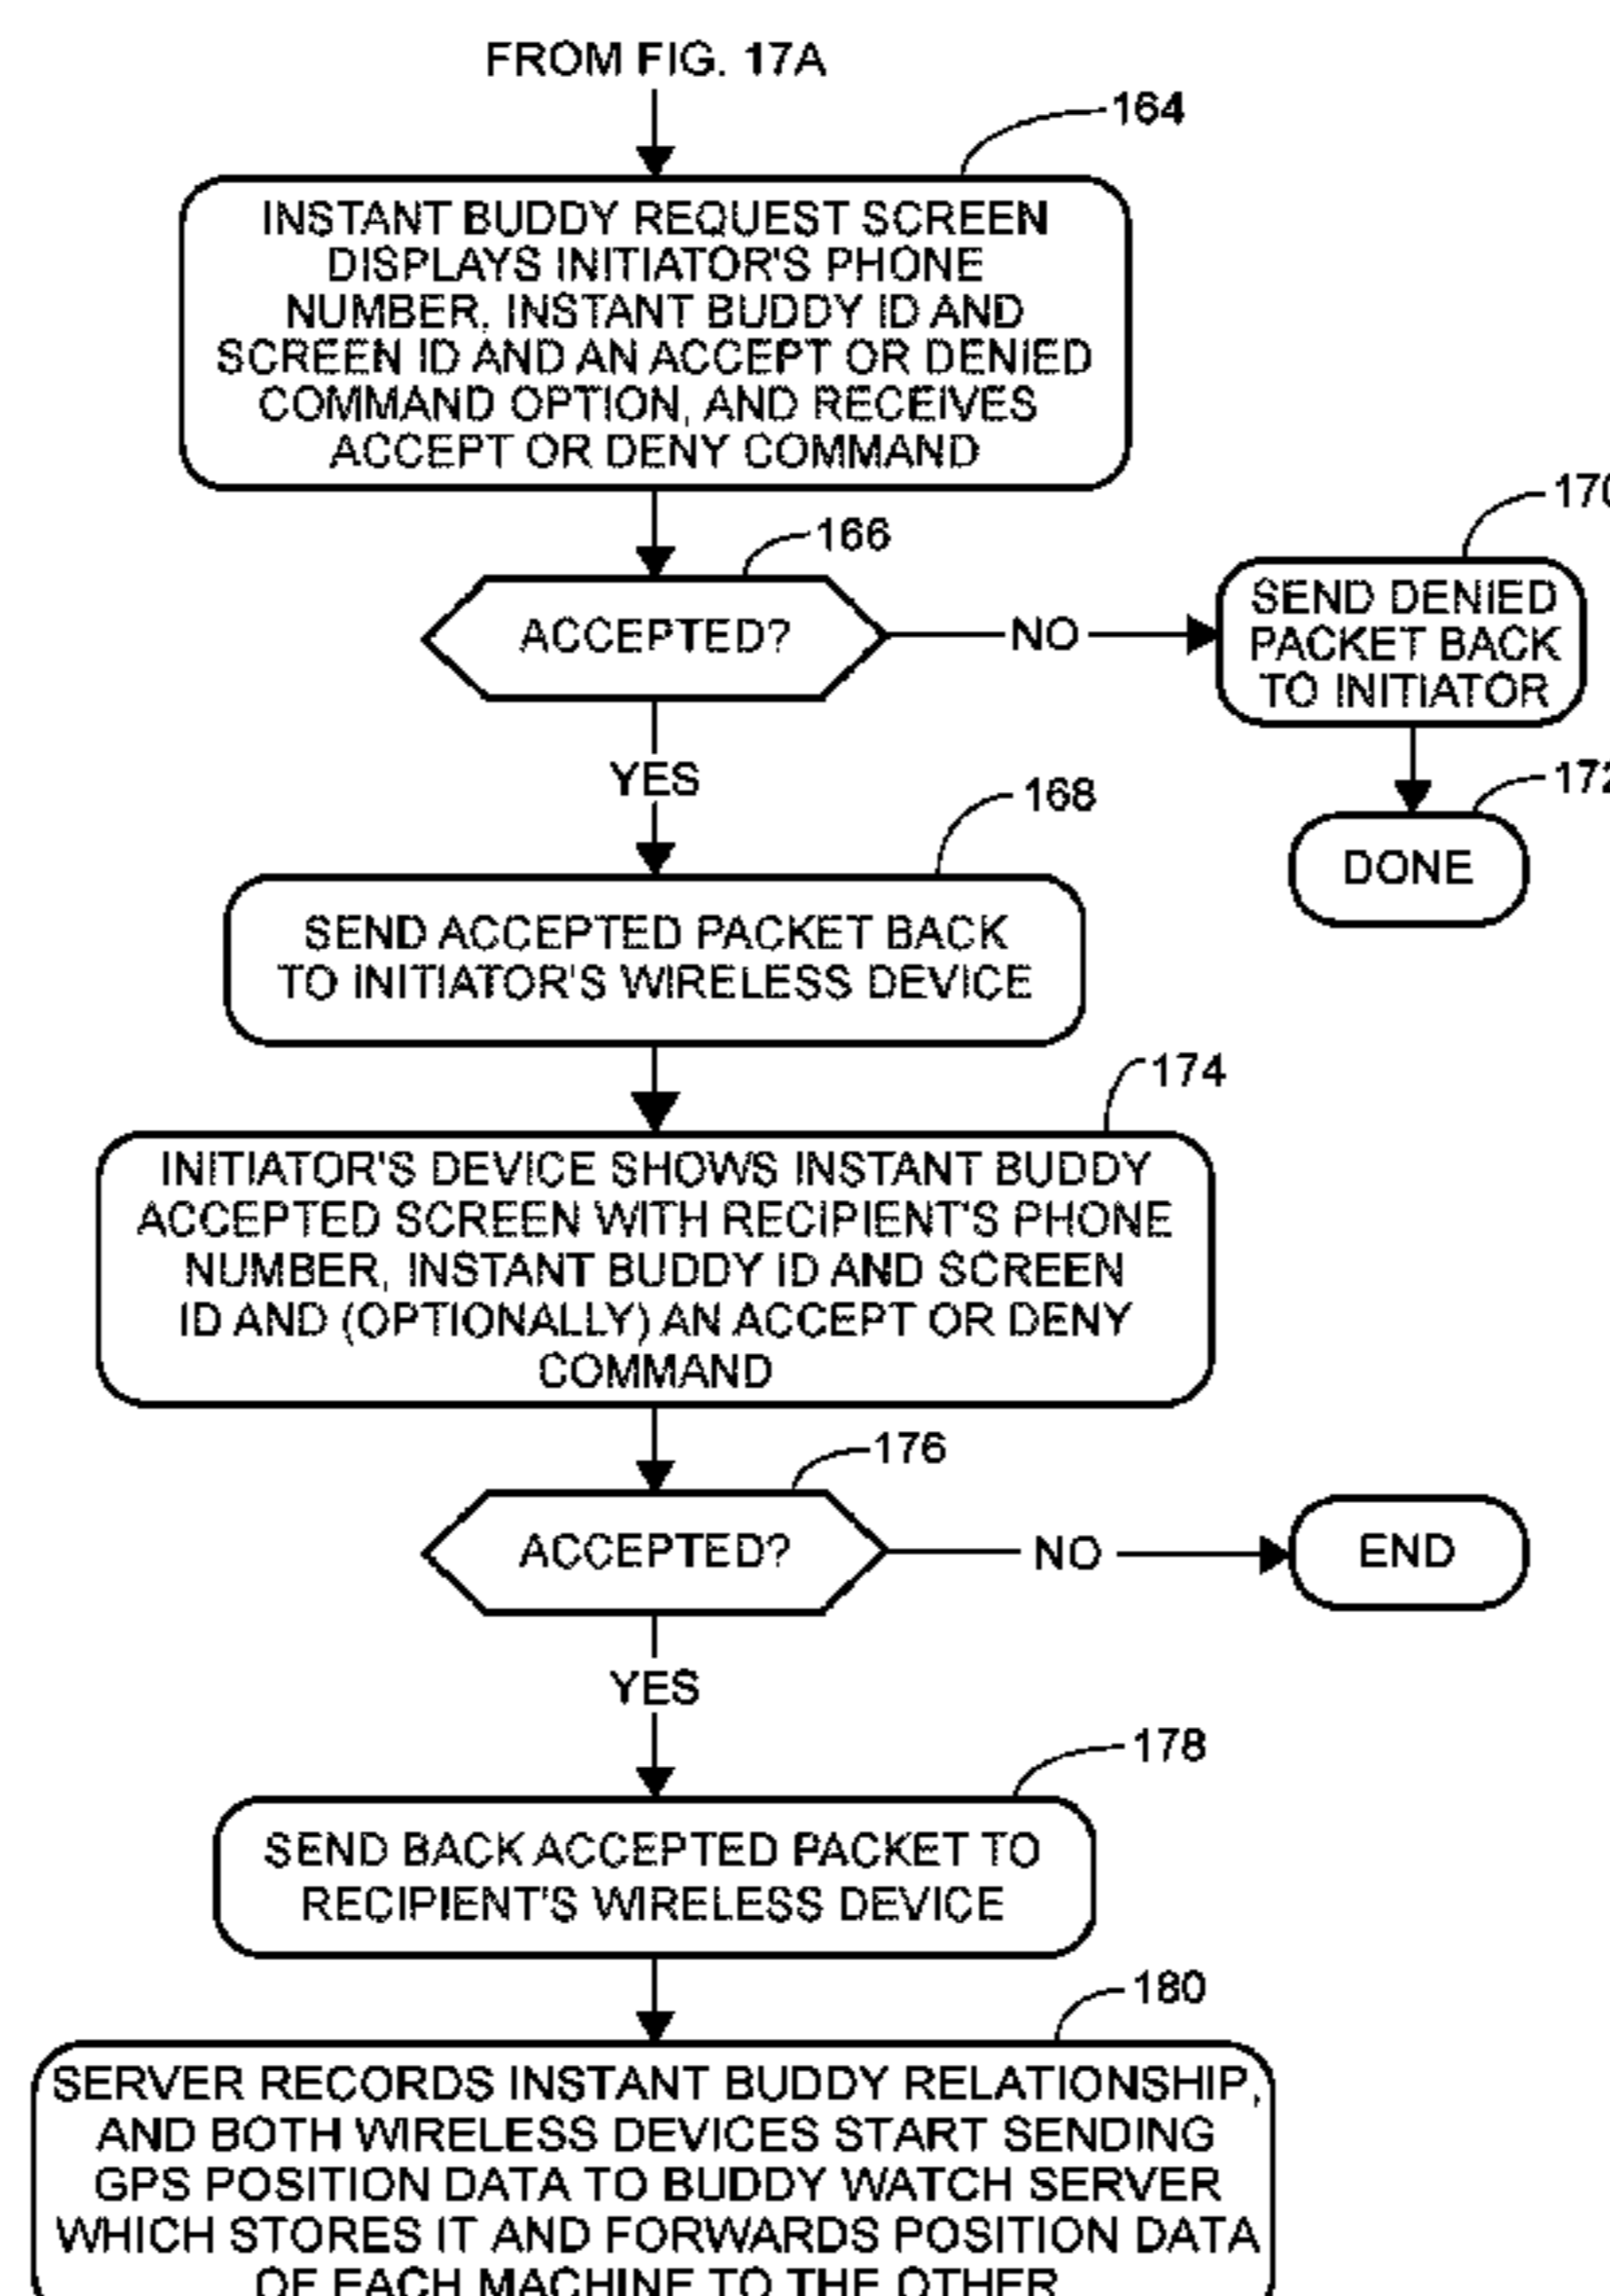 FROM FIG. 17A
164
INSTANT BUDDY REQUEST SCREEN
DISPLAYS INITIATOR'S PHONE
NUMBER, INSTANT BUDDY ID AND
SCREEN ID AND AN ACCEPT OR DENIED
COMMAND OPTION, AND RECEIVES
ACCEPT OR DENY COMMAND
166
ACCEPTED?
NO
170
SEND DENIED
PACKET BACK
TO INITIATOR
172
DONE
YES
168
SEND ACCEPTED PACKET BACK
TO INITIATOR'S WIRELESS DEVICE
174
INITIATOR'S DEVICE SHOWS INSTANT BUDDY
ACCEPTED SCREEN WITH RECIPIENT'S PHONE
NUMBER, INSTANT BUDDY ID AND SCREEN
ID AND (OPTIONALLY) AN ACCEPT OR DENY
COMMAND
176
ACCEPTED?
NO
END
YES
178
SEND BACK ACCEPTED PACKET TO
RECIPIENT'S WIRELESS DEVICE
180
SERVER RECORDS INSTANT BUDDY RELATIONSHIP,
AND BOTH WIRELESS DEVICES START SENDING
GPS POSITION DATA TO BUDDY WATCH SERVER
WHICH STORES IT AND FORWARDS POSITION DATA
OF EACH MACHINE TO THE OTHER